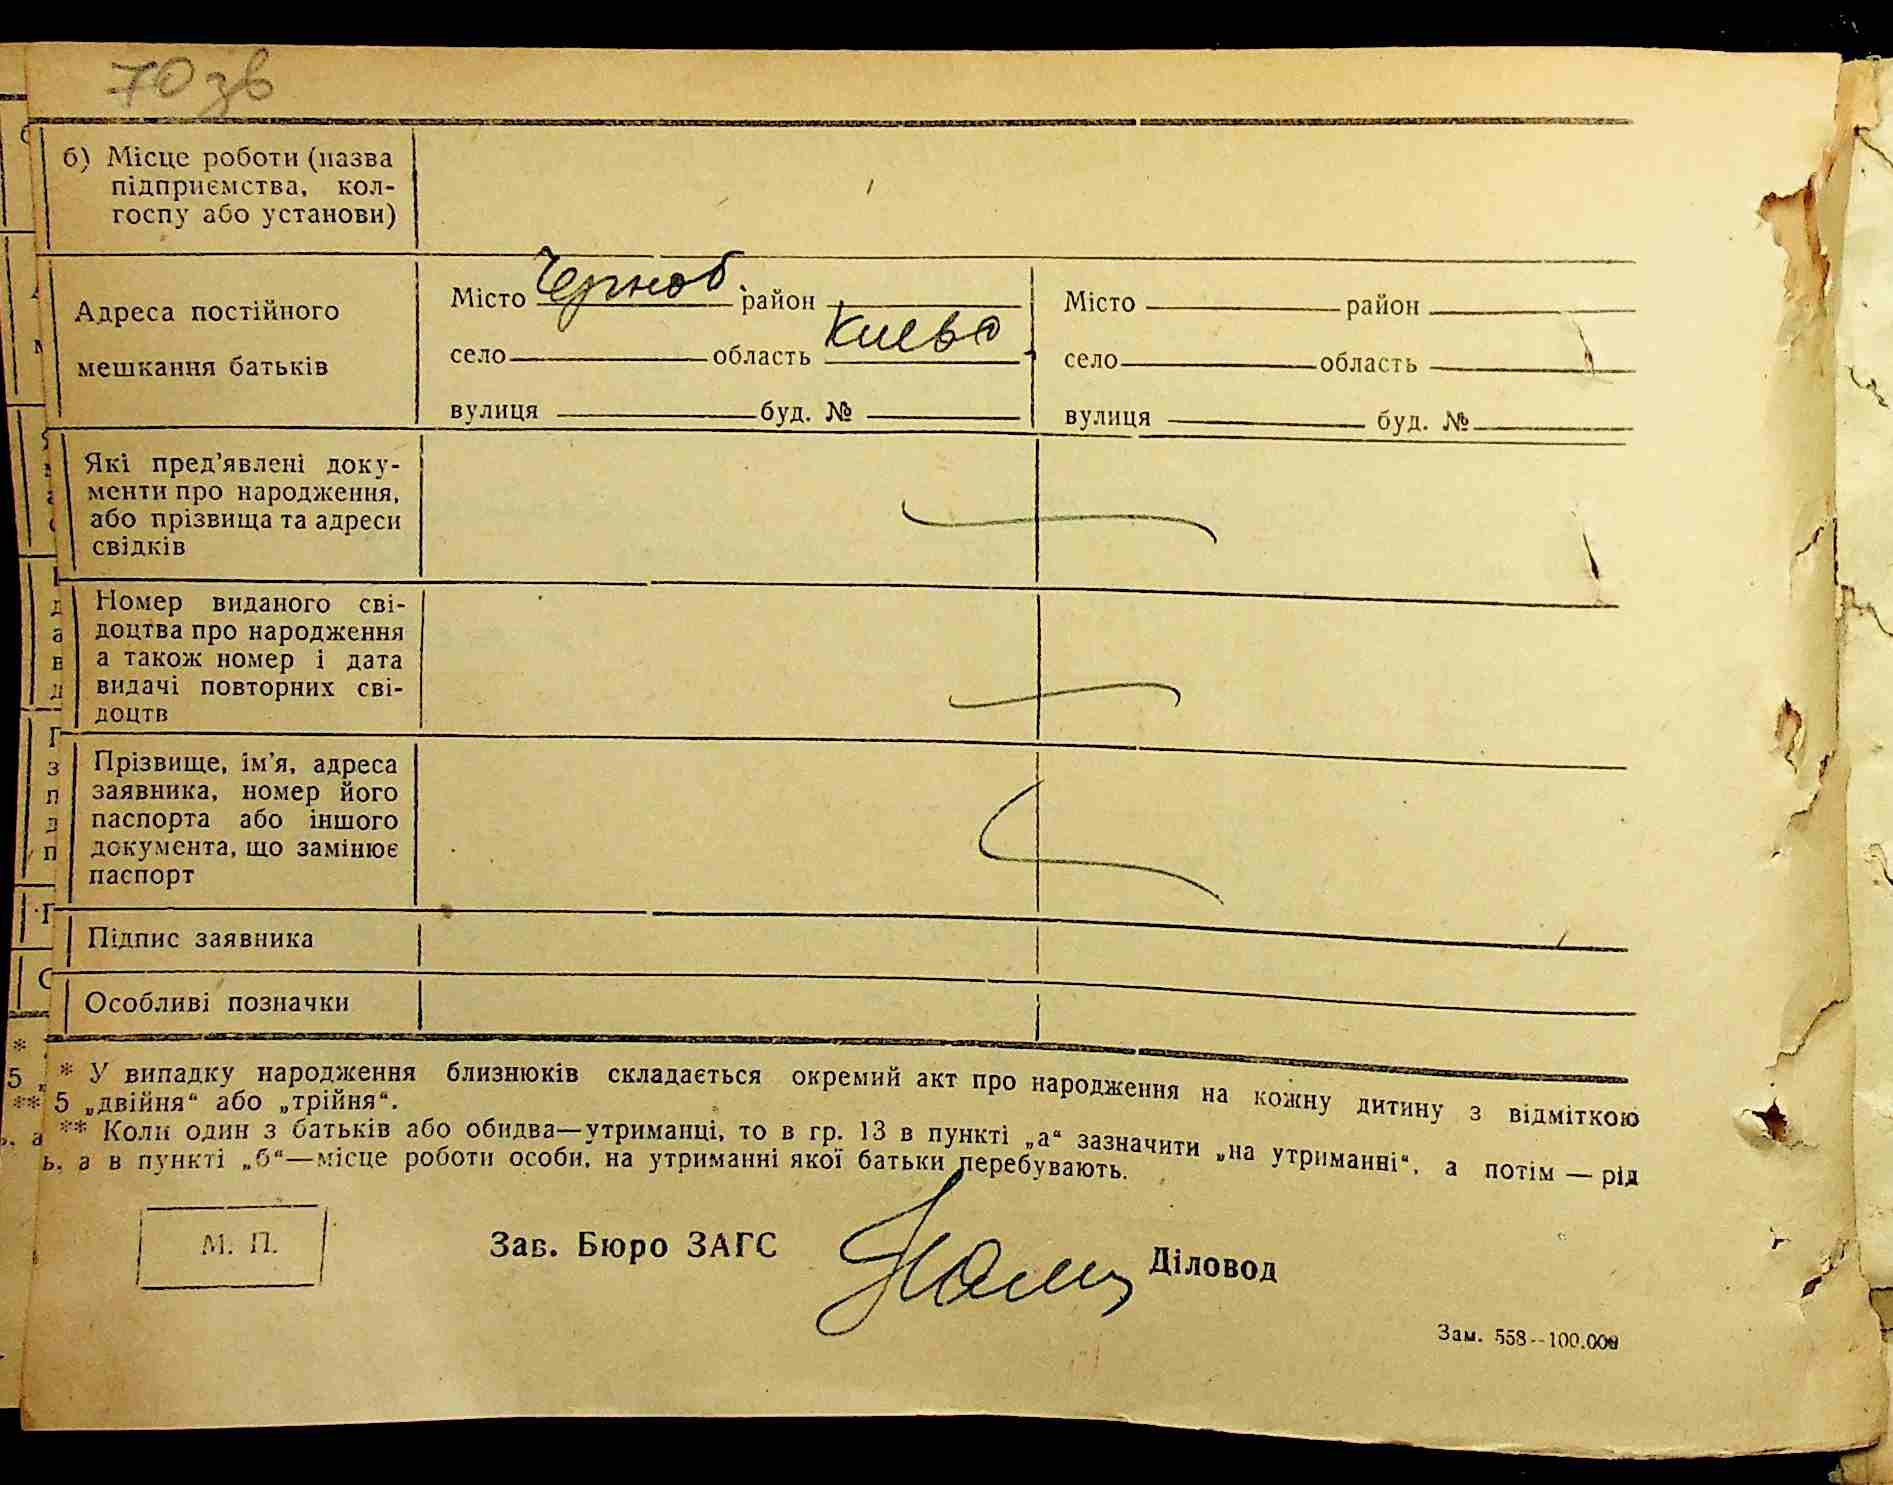 70 зв
б) Місце роботи (назва
підприємства, кол-
госпу або установи)
Адреса постійного
мешкання батьків
Місто Черноб. район
село область Киевс
вулиця буд. №
Місто район
село область
вулиця буд. №
Які пред'явлені доку-
менти про народження,
або прізвища та адреси
свідків
Номер виданого сві-
доцтва про народження
а також номер і дата
видачі повторних сві-
доцтв
Прізвище, ім'я, адреса
заявника, номер його
паспорта або іншого
документа, що замінює
паспорт
Підпис заявника
Особливі позначки
* У випадку народження близнюків складається окремий акт про народження на кожну дитину з відміткою
„двійня“ або „трійня“.
** Коли один з батьків або обидва—утриманці, то в гр. 13 в пункті „а“ зазначити „на утриманні“, а потім — рід
а в пункті „б“—місце роботи особи, на утриманні якої батьки перебувають.
М. П.
Зав. Бюро ЗАГС
Діловод
Зам. 558--100.000